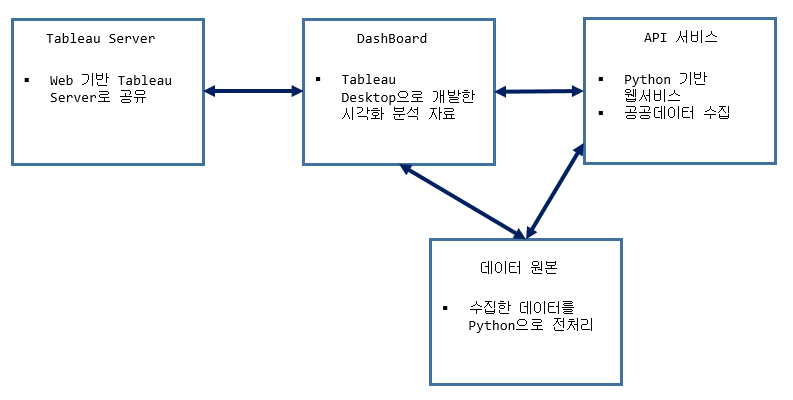 Tableau Server
▪ Web 기반 Tableau
Server로 공유
DashBoard
▪ Tableau
Desktop으로 개발한
시각화 분석 자료
API 서비스
▪ Python 기반
웹서비스
▪ 공공데이터 수집
데이터 원본
▪ 수집한 데이터를
Python으로 전처리